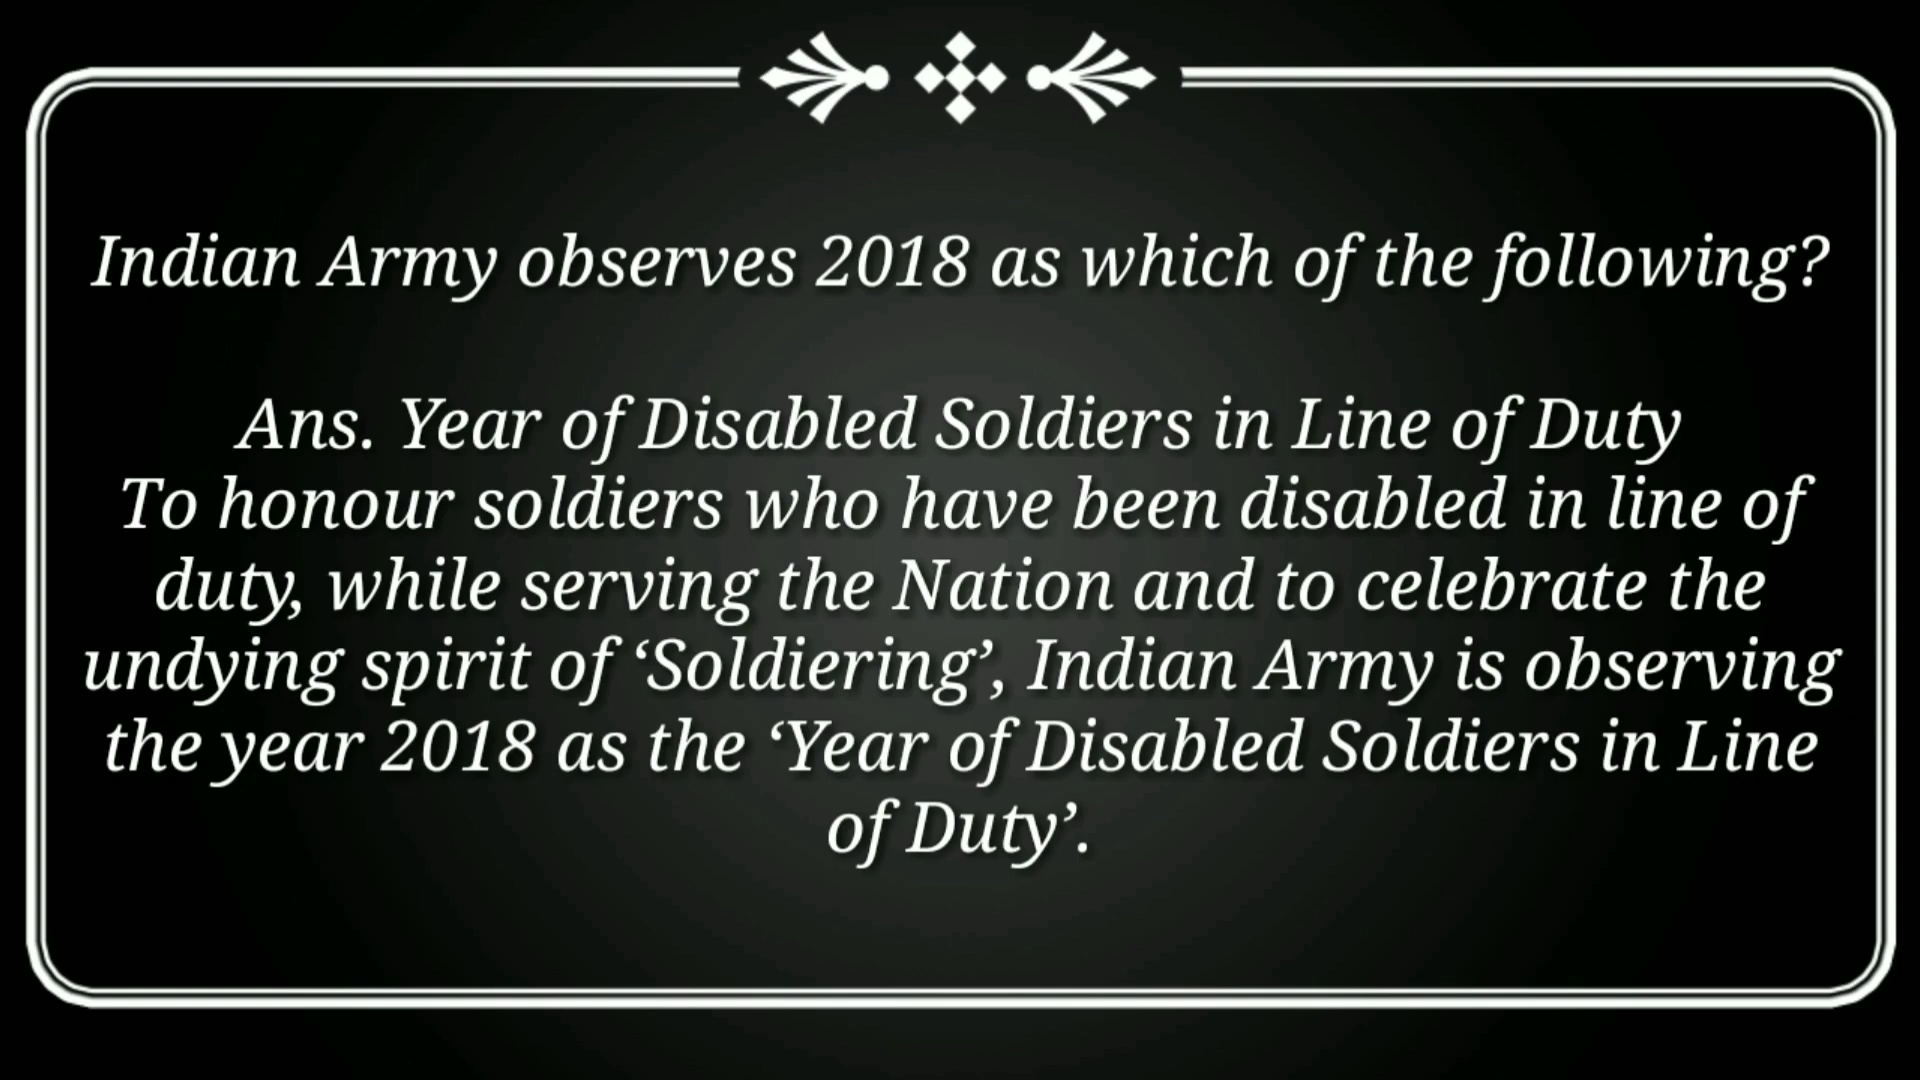 Indian Army observes 2018 as which of the following?
Ans. Year of Disabled Soldiers in Line of Duty
To honour soldiers who have been disabled in line of
duty, while serving the Nation and to celebrate the
undying spirit of ‘Soldiering’, Indian Army is observing
the year 2018 as the ‘Year of Disabled Soldiers in Line
of Duty’.